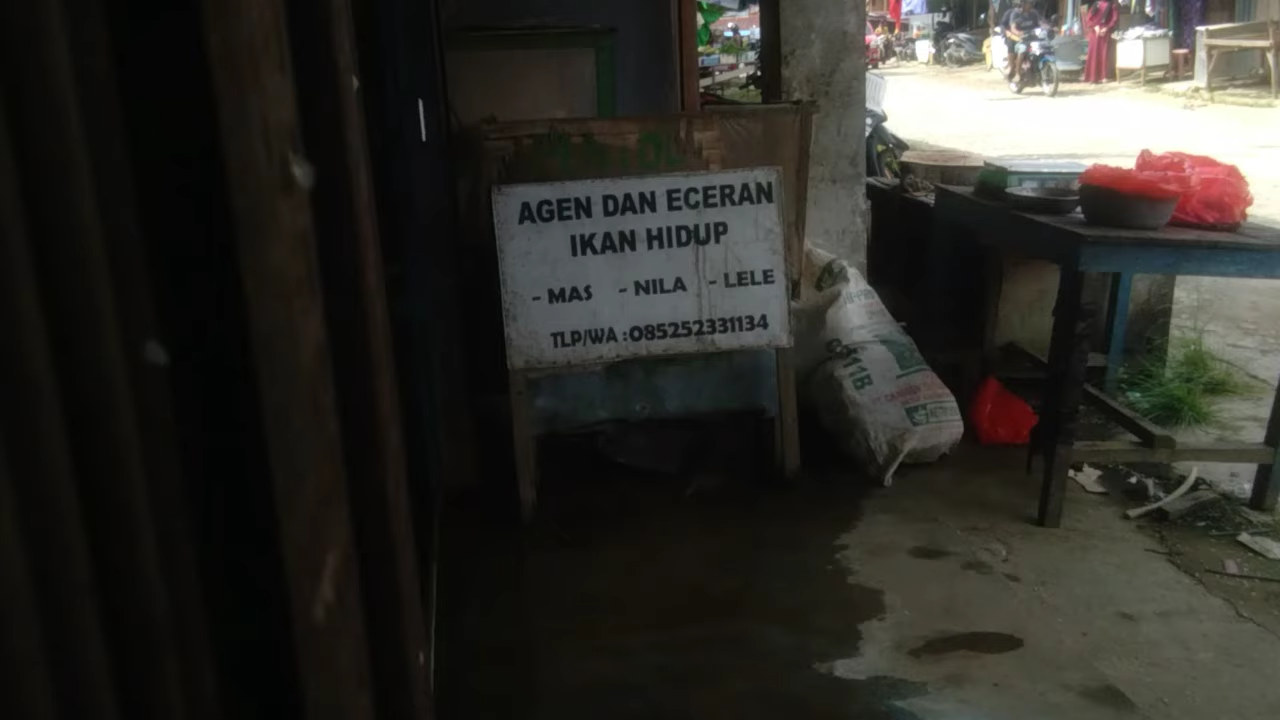 AGEN DAN ECERAN
IKAN HIDUP
- MAS - NILA - LELE
TLP/WA : 085252331134